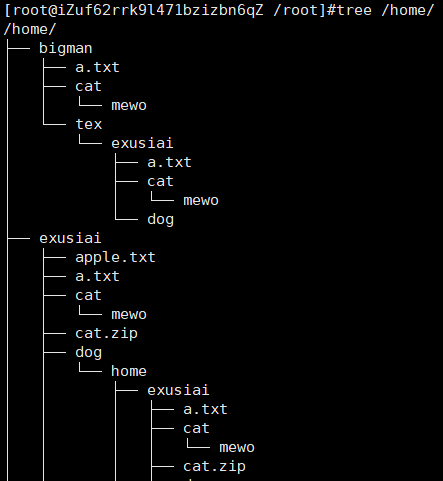 [root@iZuf62rrk9l471bzizbn6qZ /root]#tree /home/
/home/
├── bigman
│   ├── a.txt
│   ├── cat
│   │   └── mewo
│   └── tex
│       └── exusiai
│           ├── a.txt
│           ├── cat
│           │   └── mewo
│           └── dog
├── exusiai
│   ├── apple.txt
│   ├── a.txt
│   ├── cat
│   │   └── mewo
│   ├── cat.zip
│   ├── dog
│   │   └── home
│   │       ├── exusiai
│   │       │   ├── a.txt
│   │       │   ├── cat
│   │       │   │   └── mewo
│   │       │   ├── cat.zip